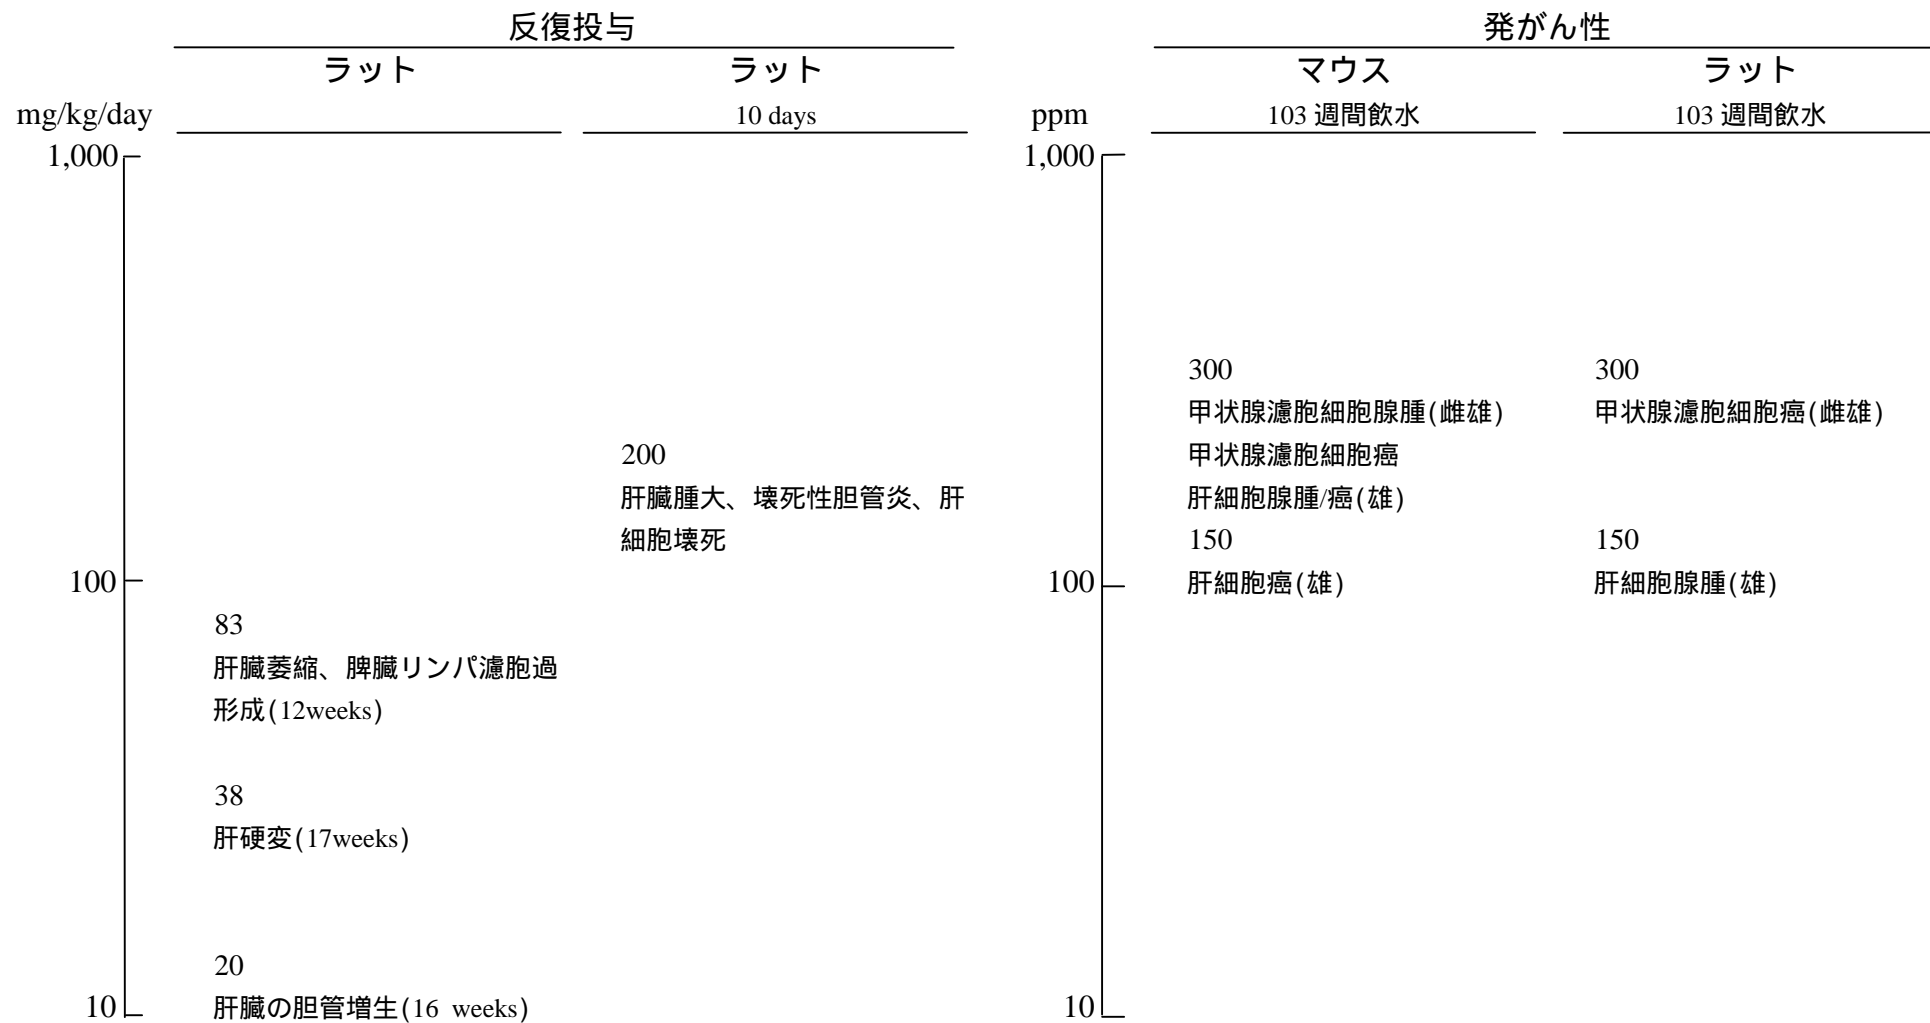 反復投与
ラット
ラット
mg/kg/day
10 days
1,000
200
肝臓腫大、壊死性胆管炎、肝
細胞壊死
100
83
肝臓萎縮、脾臓リンパ濾胞過
形成(12weeks)
38
肝硬変(17weeks)
20
肝臓の胆管増生(16 weeks)
10
発がん性
マウス
ラット
ppm
103 週間飲水
103 週間飲水
1,000
300
甲状腺濾胞細胞腺腫(雌雄)
甲状腺濾胞細胞癌
肝細胞腺腫/癌(雄)
150
肝細胞癌(雄)
300
甲状腺濾胞細胞癌(雌雄)
150
肝細胞腺腫(雄)
100
10